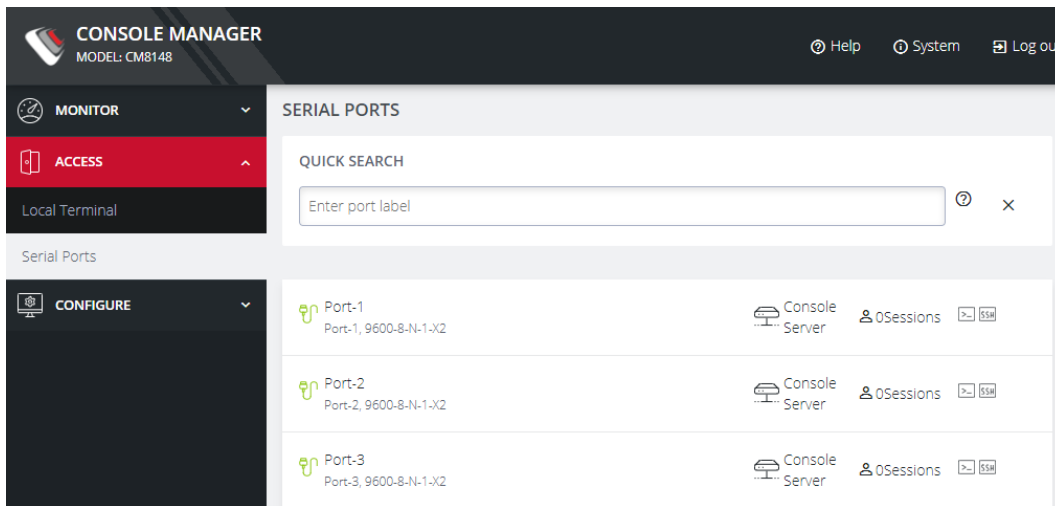 CONSOLE MANAGER
MODEL: CM8148
Help
System
Log ou
MONITOR
ACCESS
Local Terminal
Serial Ports
CONFIGURE
SERIAL PORTS
QUICK SEARCH
Enter port label
Port-1
Port-1, 9600-8-N-1-X2
Console
Server
0Sessions
>_ SSH
Port-2
Port-2, 9600-8-N-1-X2
Console
Server
0Sessions
>_ SSH
Port-3
Port-3, 9600-8-N-1-X2
Console
Server
0Sessions
>_ SSH